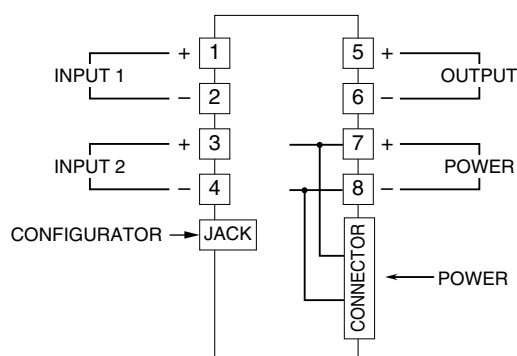 + 1
INPUT 1
− 2
+ 3
INPUT 2
− 4
CONFIGURATOR JACK
5 +
OUTPUT
6 −
7 +
POWER
8 −
CONNECTOR
POWER